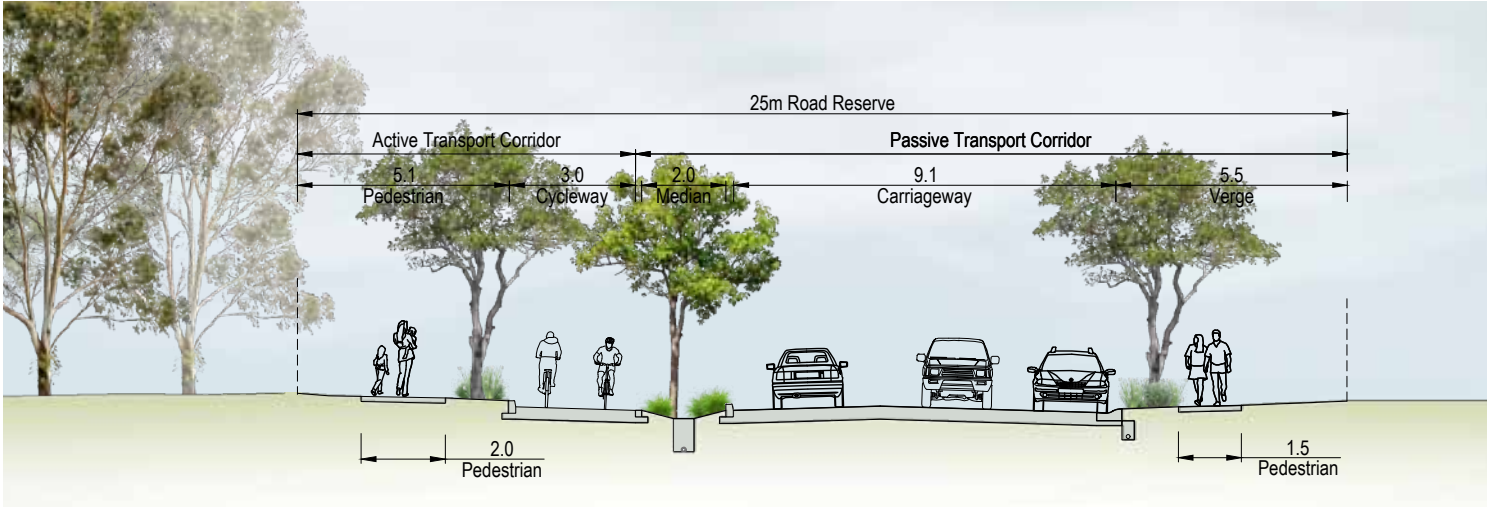 25m Road Reserve
Active Transport Corridor
Passive Transport Corridor
5.1
3.0
2.0
9.1
5.5
Pedestrian
Cycleway
Median
Carriageway
Verge
2.0
Pedestrian
1.5
Pedestrian